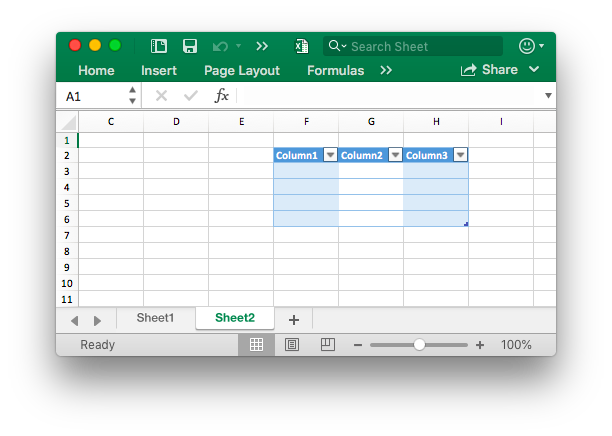 Search Sheet
Home Insert Page Layout Formulas Share
A1 fx
C D E F G H I
1
2 Column1 Column2 Column3
3
4
5
6
7
8
9
10
11
Sheet1 Sheet2
Ready 100%